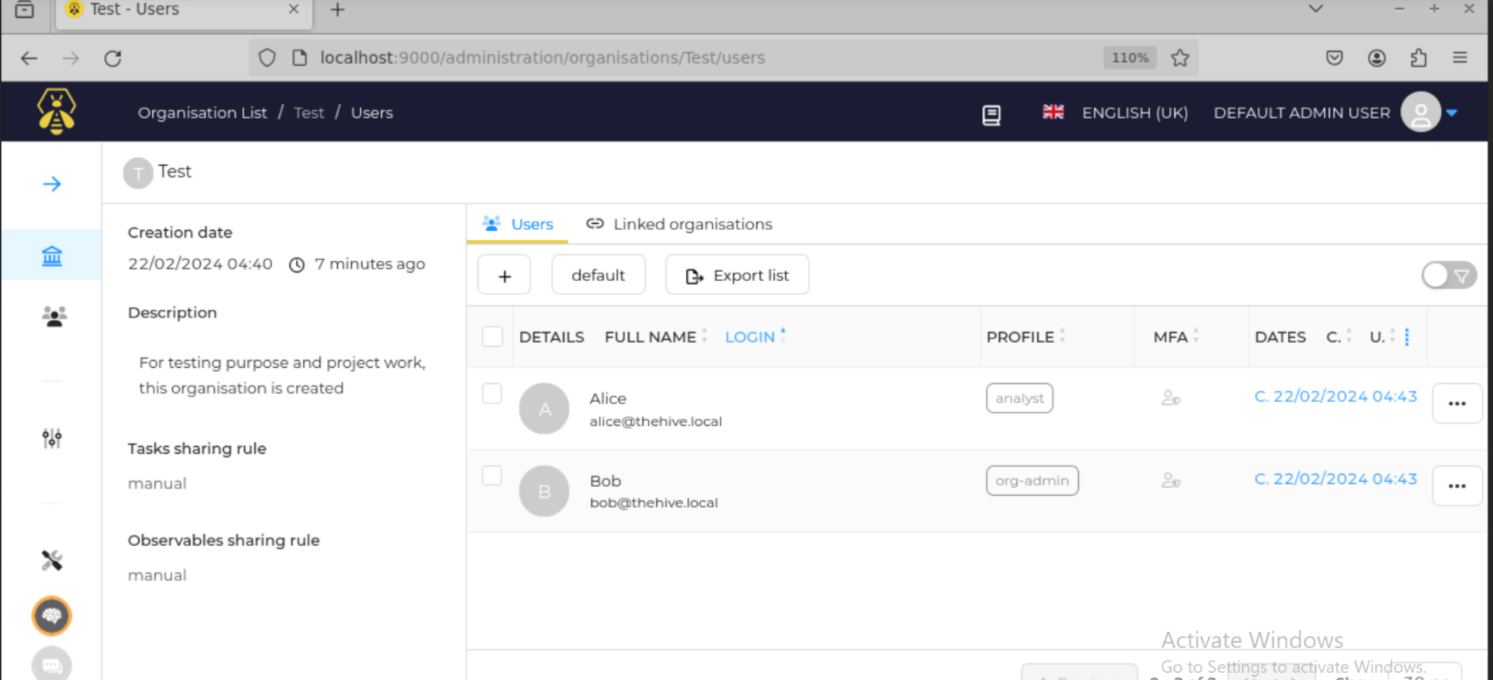 Test - Users
localhost:9000/administration/organisations/Test/users
110%
Organisation List / Test / Users
ENGLISH (UK)
DEFAULT ADMIN USER
T Test
Creation date
22/02/2024 04:40 7 minutes ago
Description
For testing purpose and project work,
this organisation is created
Tasks sharing rule
manual
Observables sharing rule
manual
Users Linked organisations
+ default Export list
DETAILS FULL NAME LOGIN PROFILE MFA DATES C. U.
A Alice analyst C. 22/02/2024 04:43
alice@thehive.local
B Bob org-admin C. 22/02/2024 04:43
bob@thehive.local
Activate Windows
Go to Settings to activate Windows.